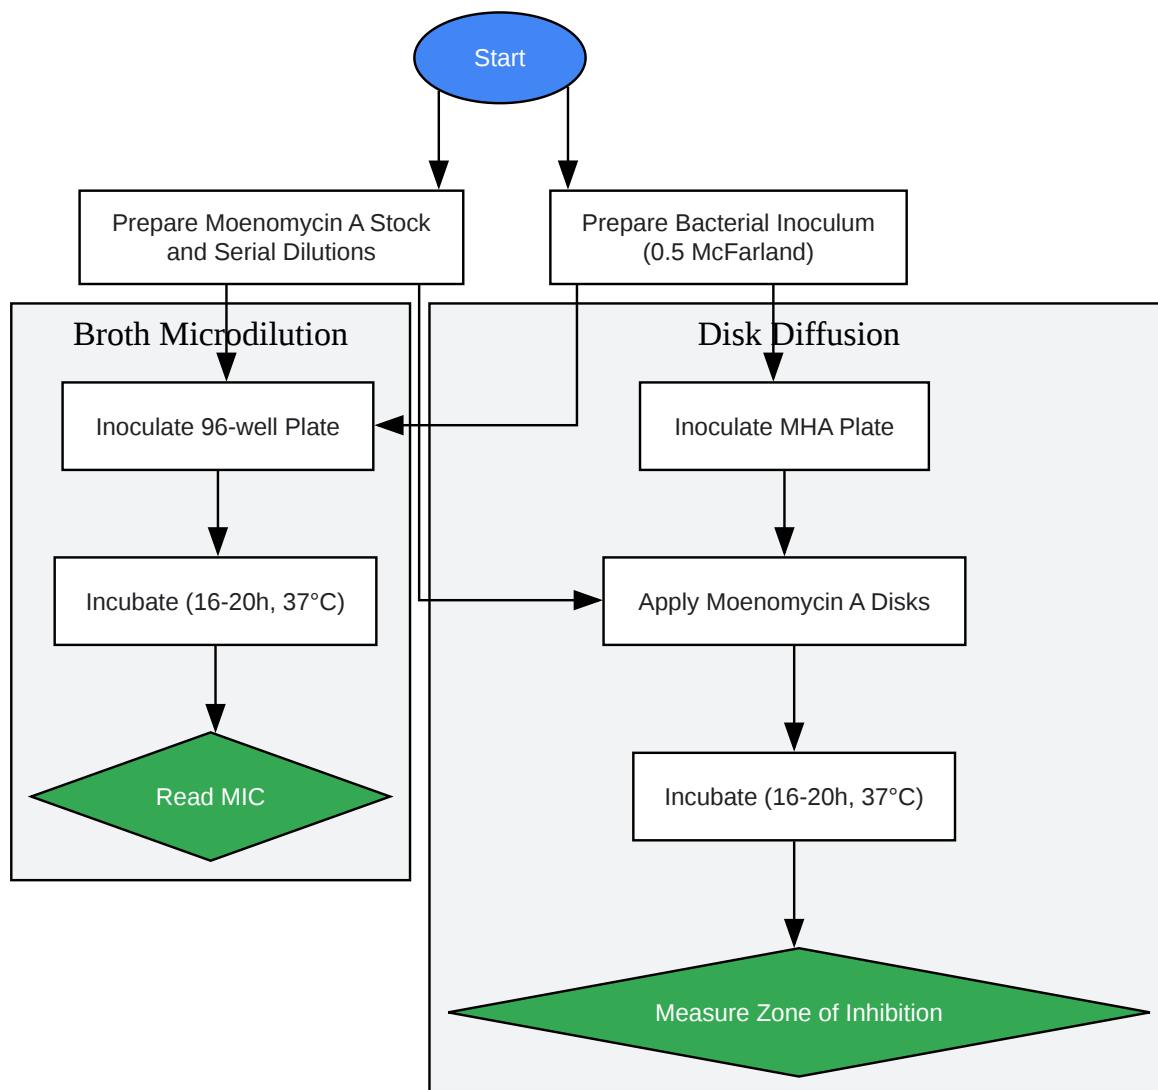 Start
Prepare Moenomycin A Stock
and Serial Dilutions
Prepare Bacterial Inoculum
(0.5 McFarland)
Broth Microdilution
Inoculate 96-well Plate
Incubate (16-20h, 37°C)
Read MIC
Disk Diffusion
Inoculate MHA Plate
Apply Moenomycin A Disks
Incubate (16-20h, 37°C)
Measure Zone of Inhibition